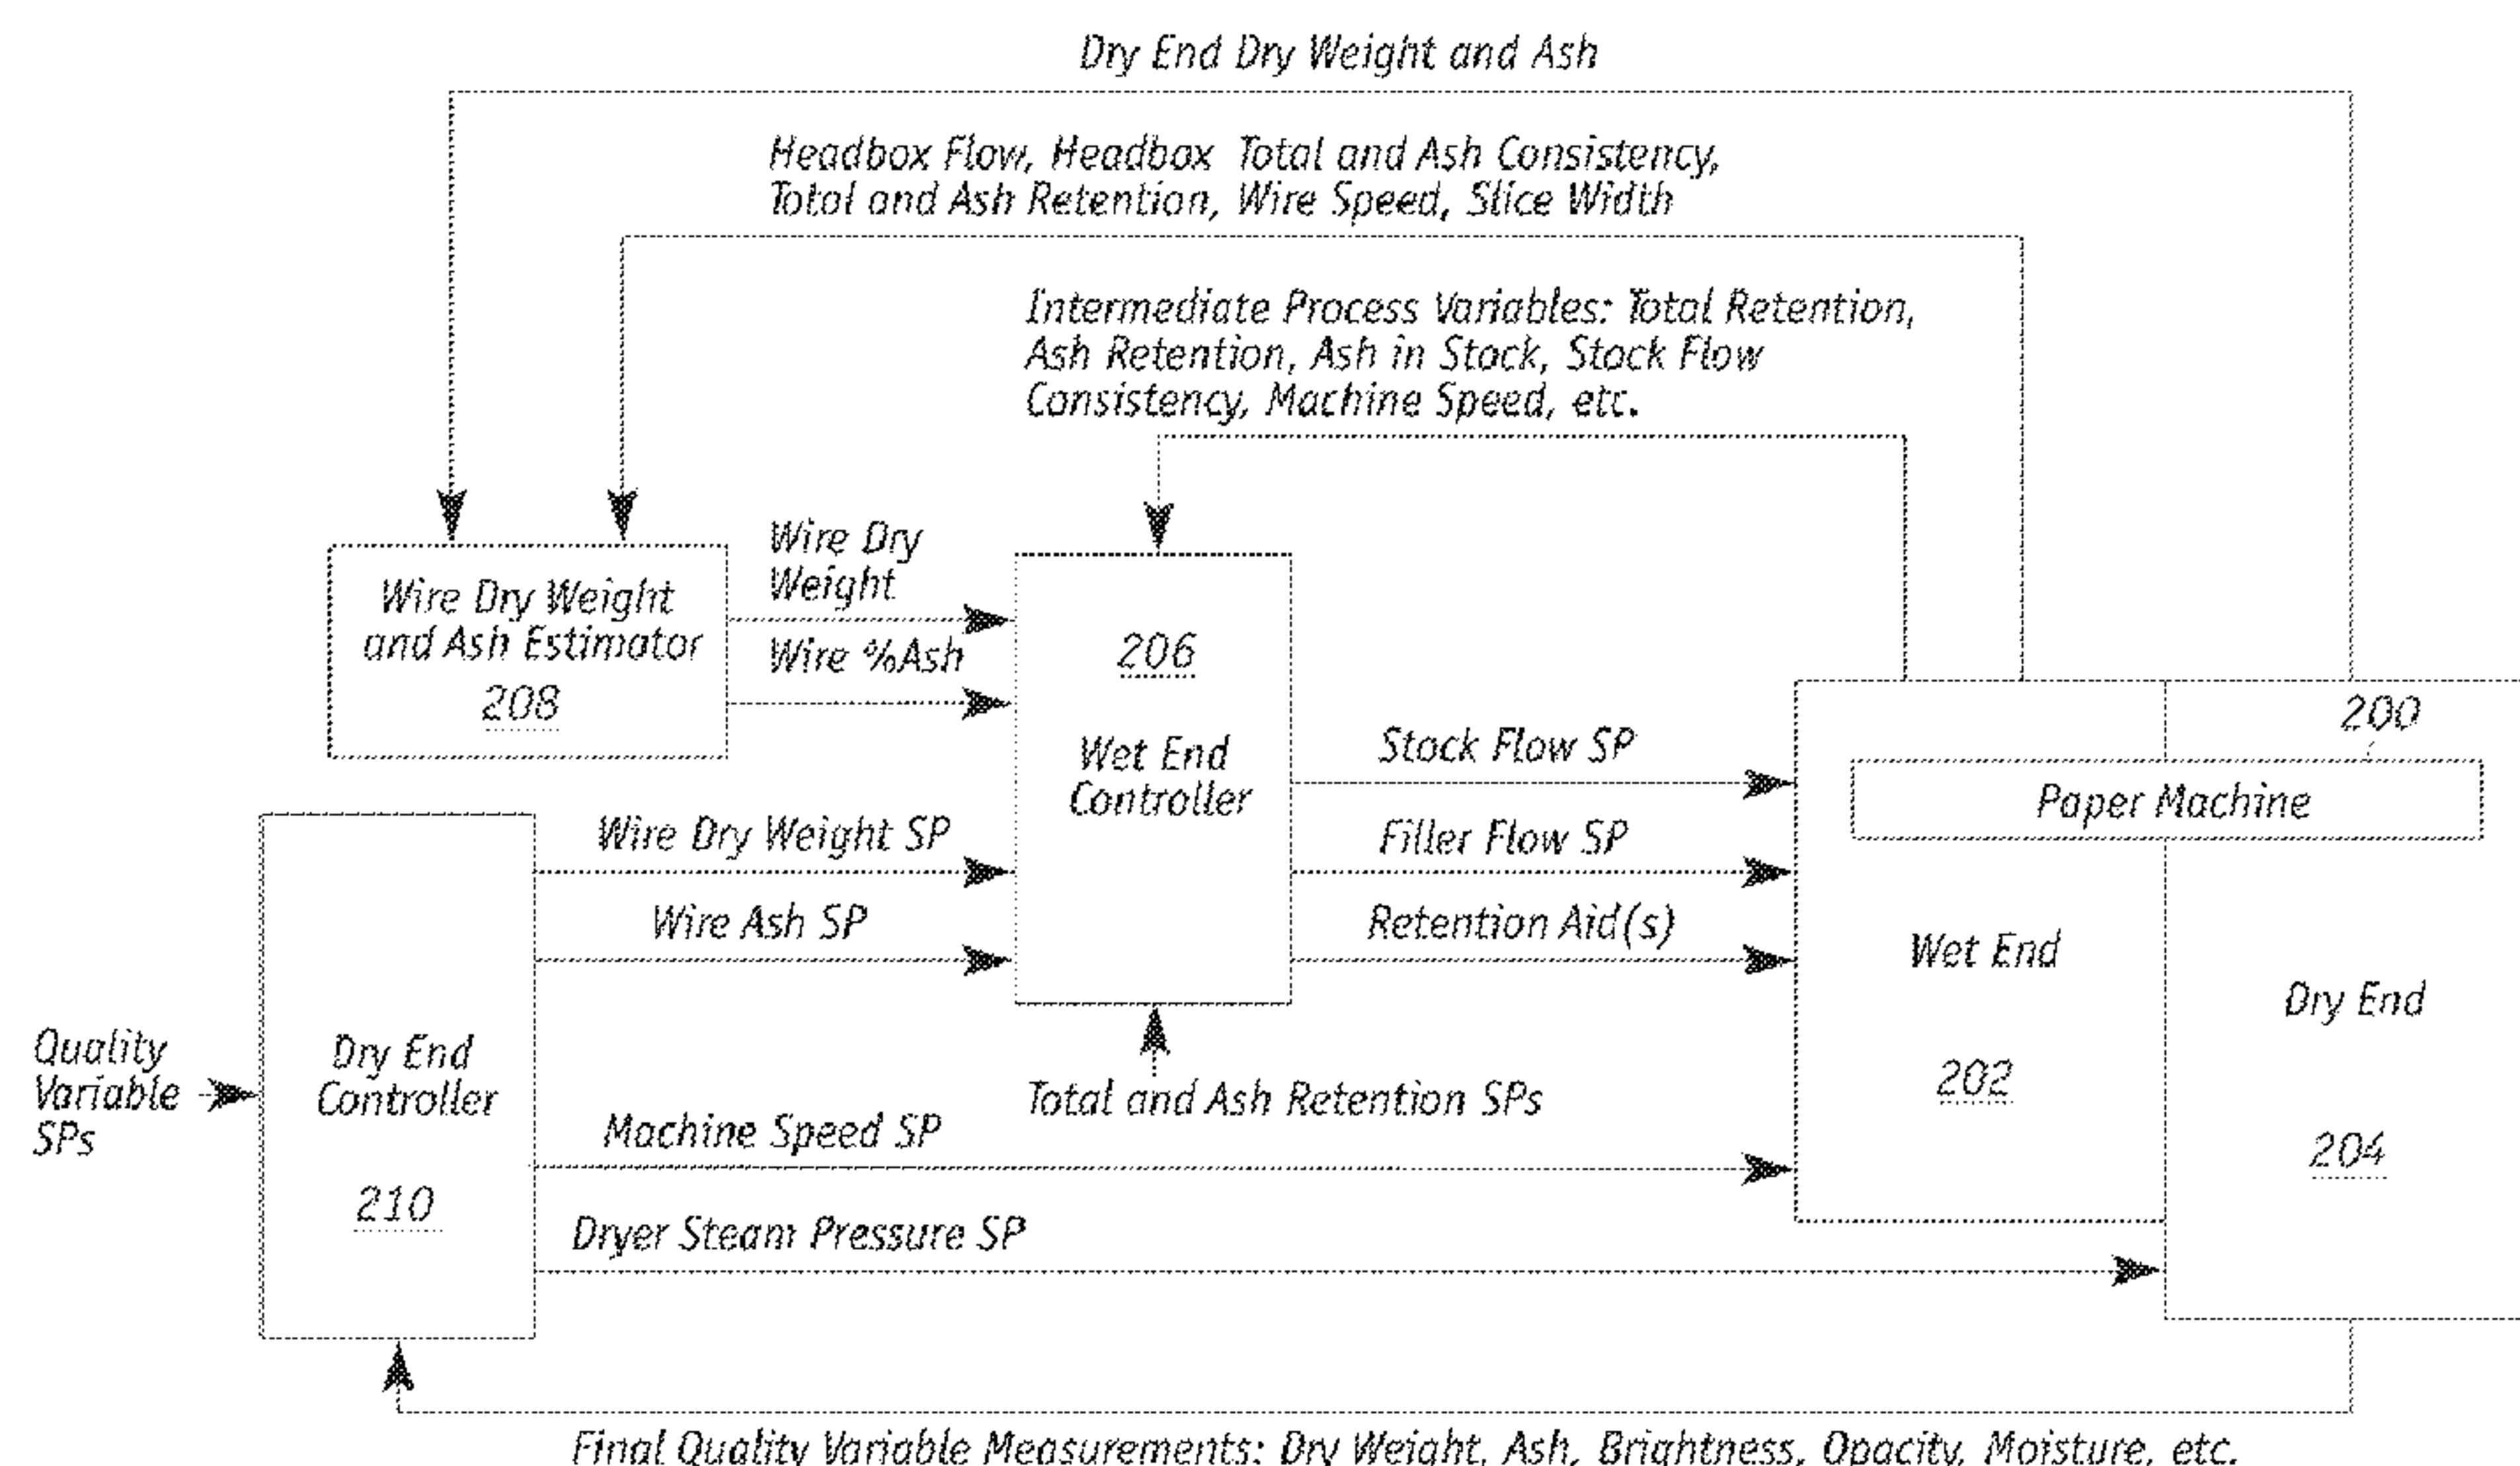 Dry End Dry Weight and Ash
Headbox Flow, Headbox Total and Ash Consistency,
Total and Ash Retention, Wire Speed, Slice Width
Intermediate Process Variables: Total Retention,
Ash Retention, Ash in Stock, Stock Flow
Consistency, Machine Speed, etc.
Wire Dry Weight
and Ash Estimator
208
Wire Dry
Weight
Wire %Ash
206
Wet End
Controller
Stock Flow SP
Filler Flow SP
Retention Aid(s)
200
Paper Machine
Wet End
202
Dry End
204
Wire Dry Weight SP
Wire Ash SP
Quality
Variable
SPs
Dry End
Controller
210
Total and Ash Retention SPs
Machine Speed SP
Dryer Steam Pressure SP
Final Quality Variable Measurements: Dry Weight, Ash, Brightness, Opacity, Moisture, etc.